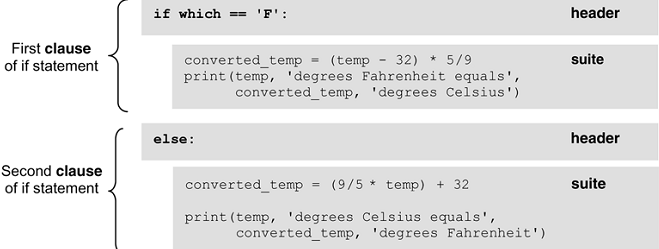 if which == 'F': header
First clause
of if statement
converted_temp = (temp - 32) * 5/9 suite
print(temp, 'degrees Fahrenheit equals',
converted_temp, 'degrees Celsius')
else: header
Second clause
of if statement
converted_temp = (9/5 * temp) + 32 suite
print(temp, 'degrees Celsius equals',
converted_temp, 'degrees Fahrenheit')